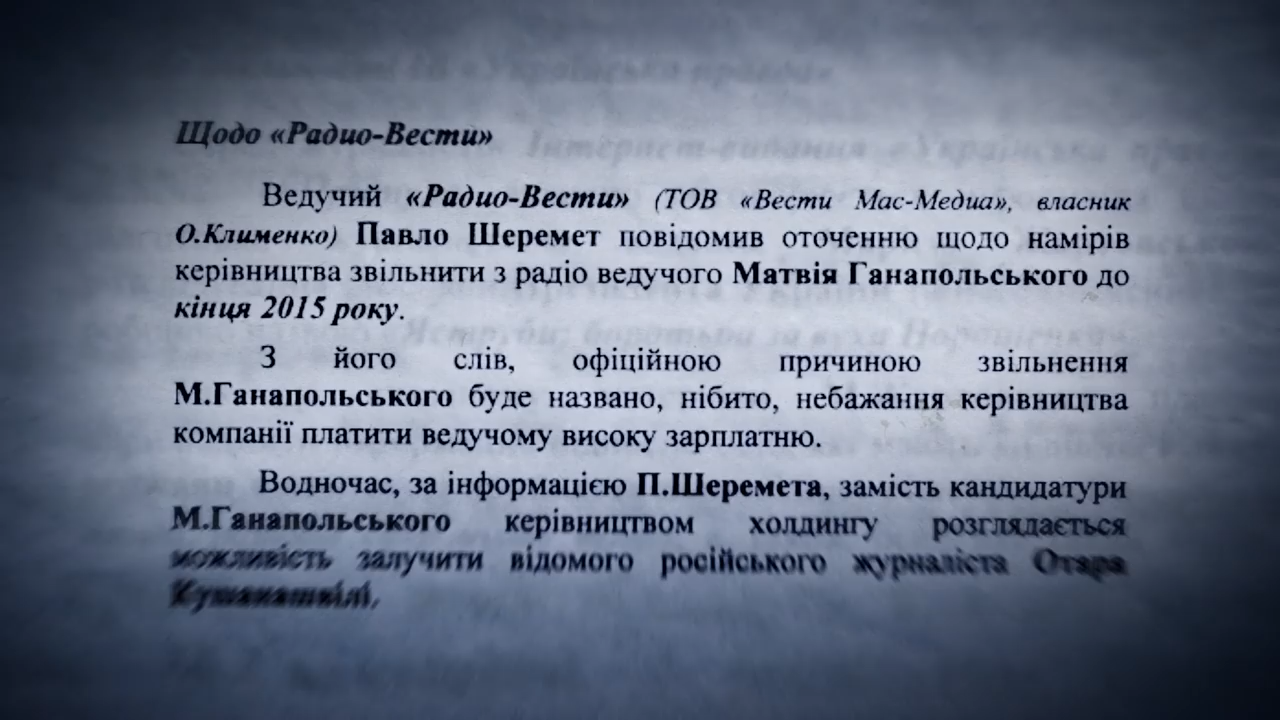 Щодо «Радио-Вести»
Ведучий «Радио-Вести» (ТОВ «Вести Мас-Медиа», власник
О.Клименко) Павло Шеремет повідомив оточенню щодо намірів
керівництва звільнити з радіо ведучого Матвія Ганапольського до
кінця 2015 року.
З його слів, офіційною причиною звільнення
М.Ганапольського буде названо, нібито, небажання керівництва
компанії платити ведучому високу зарплатню.
Водночас, за інформацією П.Шеремета, замість кандидатури
М.Ганапольського керівництвом холдингу розглядається
можливість залучити відомого російського журналіста Отара